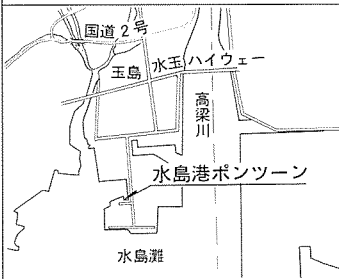 国道2号
玉島
水玉ハイウェー
高梁川
水島港ポンツーン
水島灘